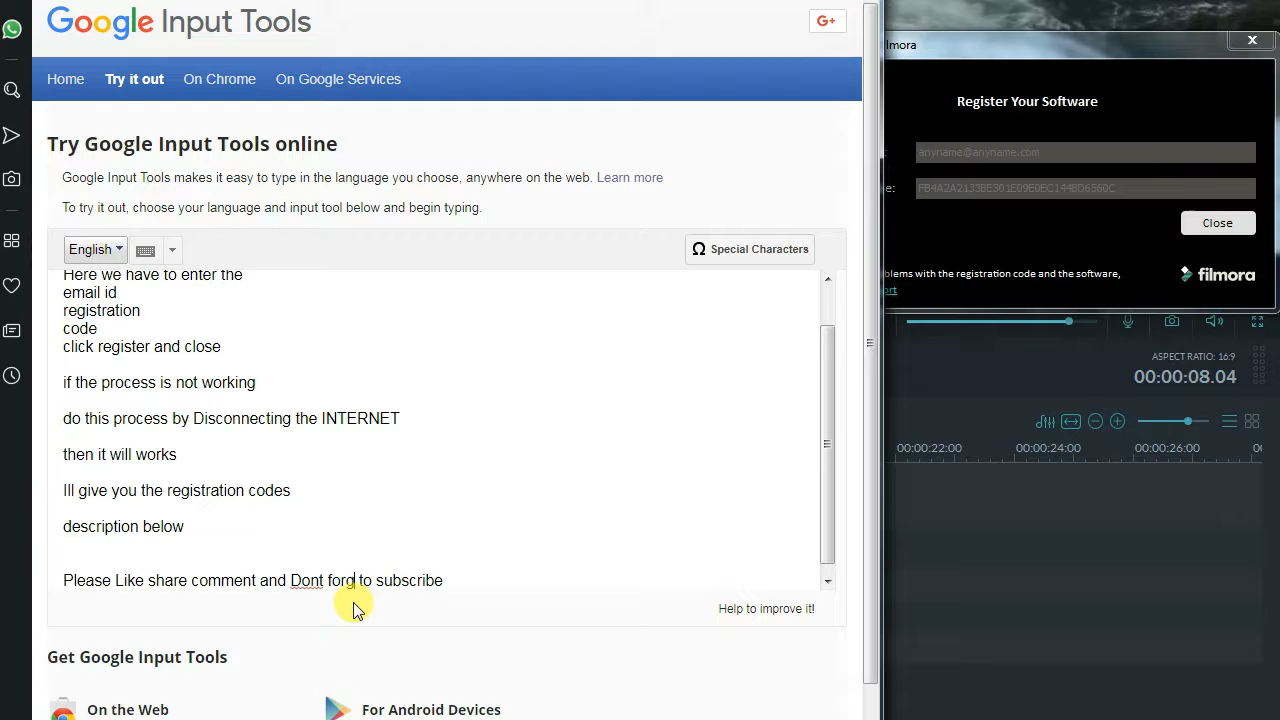 Google Input Tools
G+
Home Try it out On Chrome On Google Services
Try Google Input Tools online
Google Input Tools makes it easy to type in the language you choose, anywhere on the web. Learn more
To try it out, choose your language and input tool below and begin typing.
English
Ω Special Characters
Here we have to enter the
email id
registration
code
click register and close
if the process is not working
do this process by Disconnecting the INTERNET
then it will works
Ill give you the registration codes
description below
Please Like share comment and Dont forg to subscribe
Help to improve it!
Get Google Input Tools
On the Web
For Android Devices
lmora
Register Your Software
anyname@anyname.com
Close
blems with the registration code and the software,
ort
filmora
ASPECT RATIO: 16:9
00:00:08.04
00:00:22:00 00:00:24:00 00:00:26:00